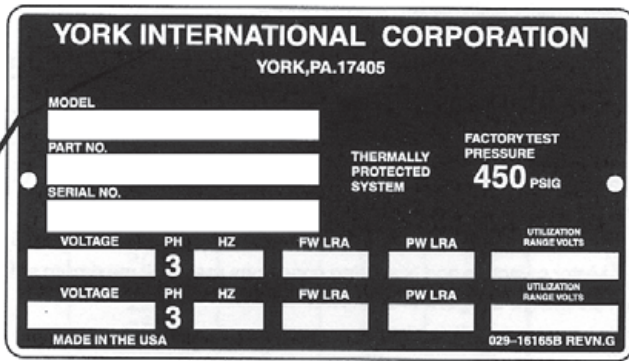 YORK INTERNATIONAL CORPORATION
YORK,PA.17405
MODEL
PART NO.
SERIAL NO.
THERMALLY
PROTECTED
SYSTEM
FACTORY TEST
PRESSURE
450 PSIG
VOLTAGE PH HZ FW LRA PW LRA UTILIZATION RANGE VOLTS
3
VOLTAGE PH HZ FW LRA PW LRA UTILIZATION RANGE VOLTS
3
MADE IN THE USA 029-16165B REVN.G